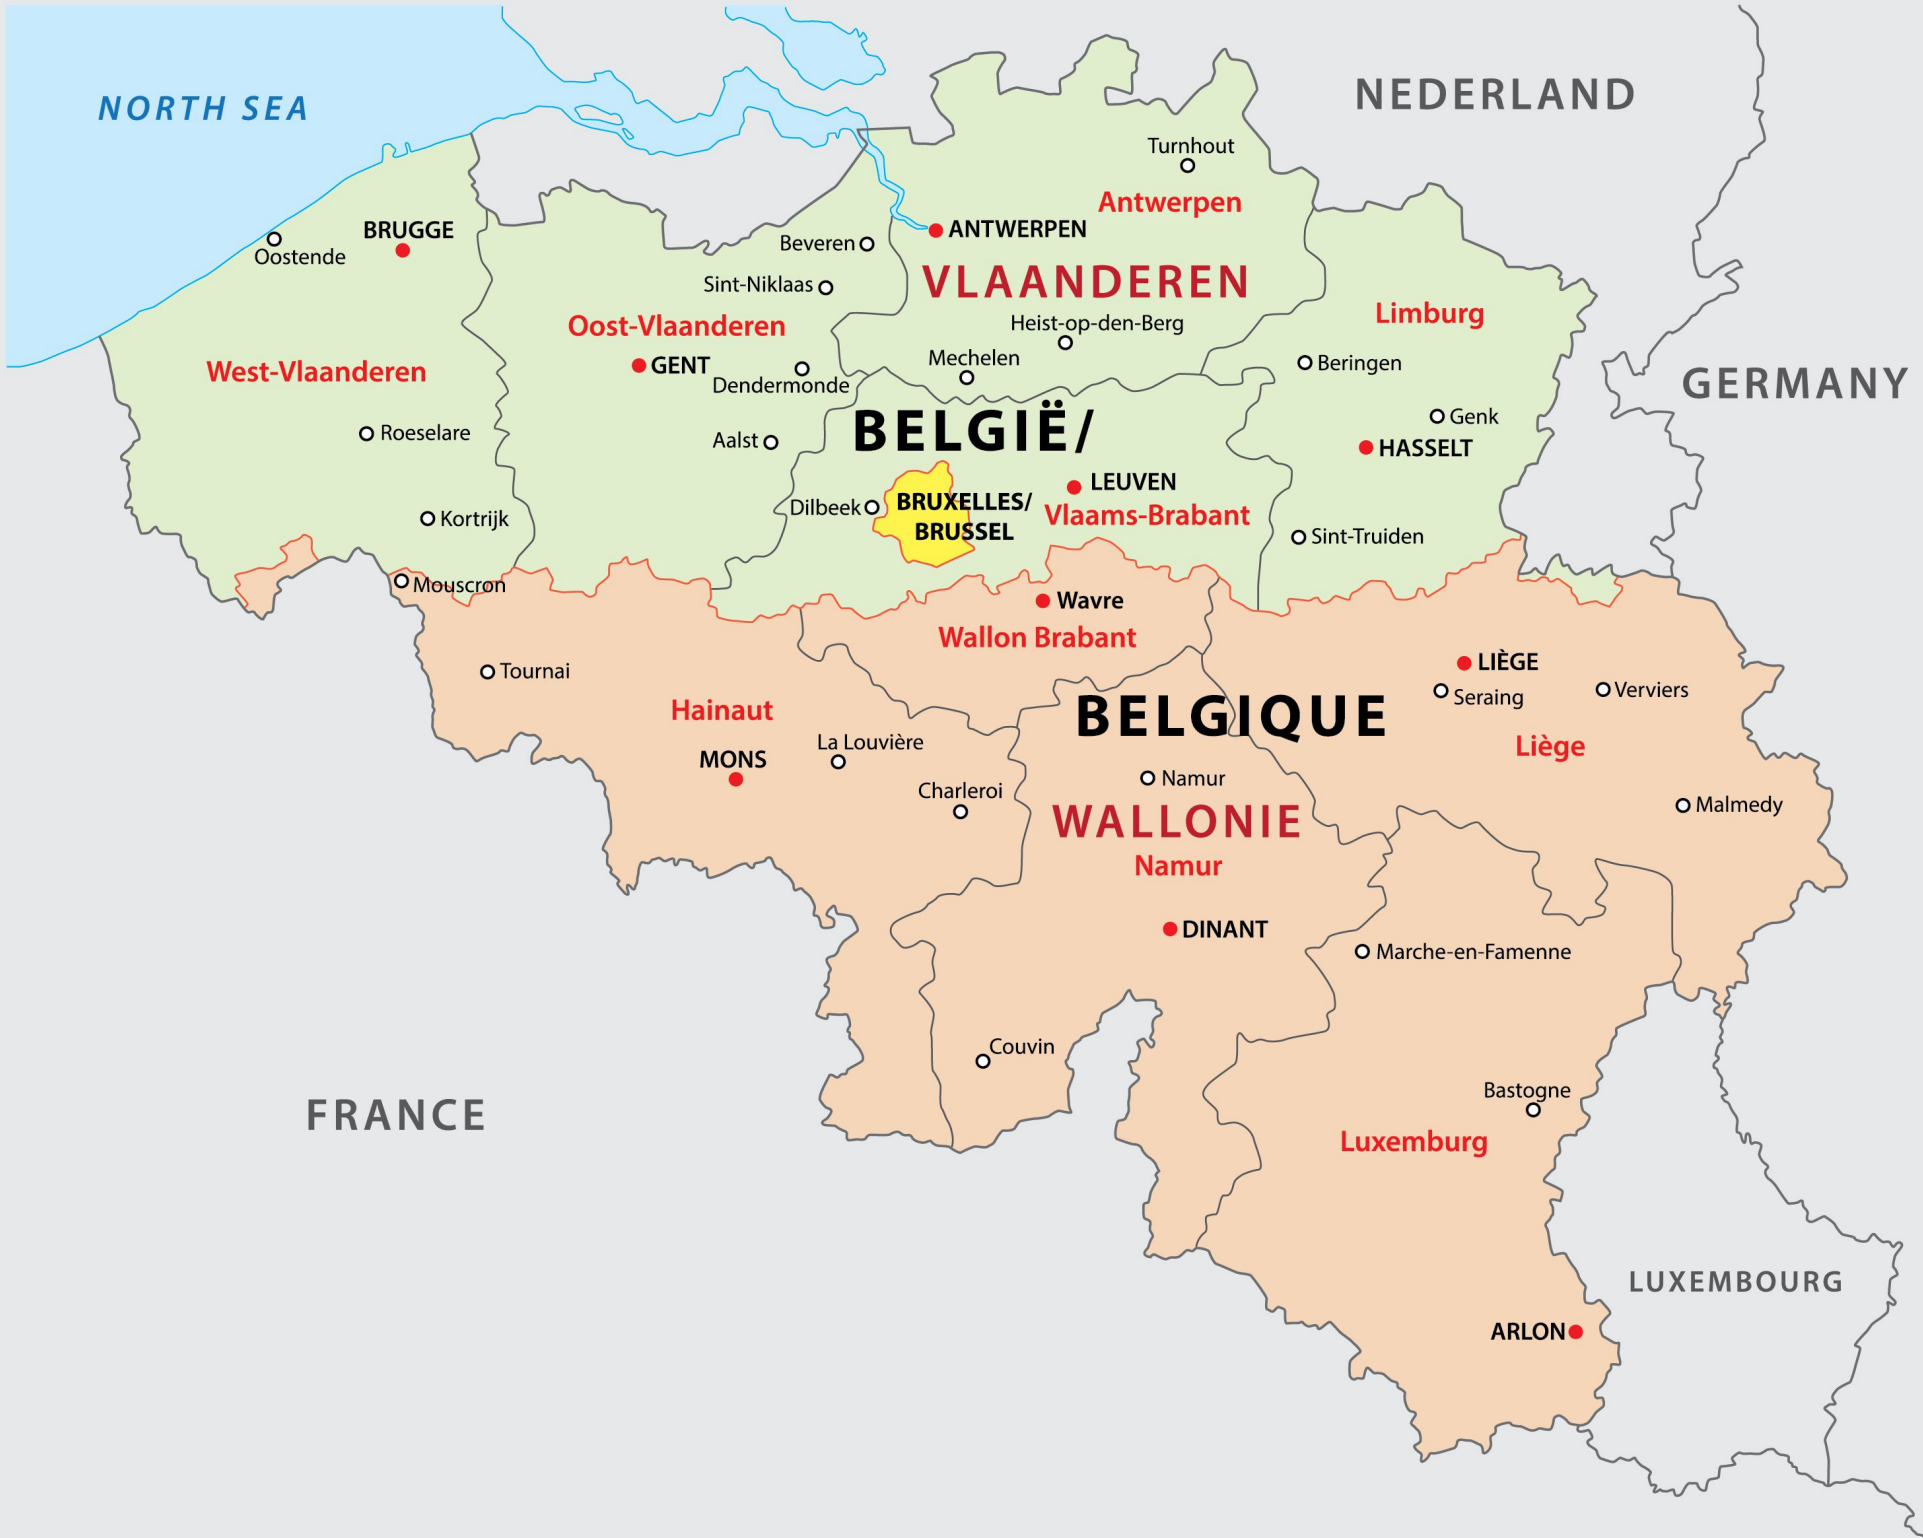 NEDERLAND
NORTH SEA
Turnhout
Antwerpen
BRUGGE
ANTWERPEN
Beveren
Oostende
VLAANDEREN
Sint-Niklaas
Limburg
Oost-Vlaanderen
Heist-op-den-Berg
Mechelen
Beringen
GENT
West-Vlaanderen
Dendermonde
GERMANY
Genk
BELGIË/
Roeselare
Aalst
HASSELT
LEUVEN
BRUXELLES/
BRUSSEL
Dilbeek
Vlaams-Brabant
Kortrijk
Sint-Truiden
Mouscron
Wavre
Wallon Brabant
LIÈGE
Tournai
Seraing
Verviers
Hainaut
BELGIQUE
La Louvière
Liège
MONS
Namur
Charleroi
Malmedy
WALLONIE
Namur
DINANT
Marche-en-Famenne
Couvin
Bastogne
FRANCE
Luxemburg
LUXEMBOURG
ARLON